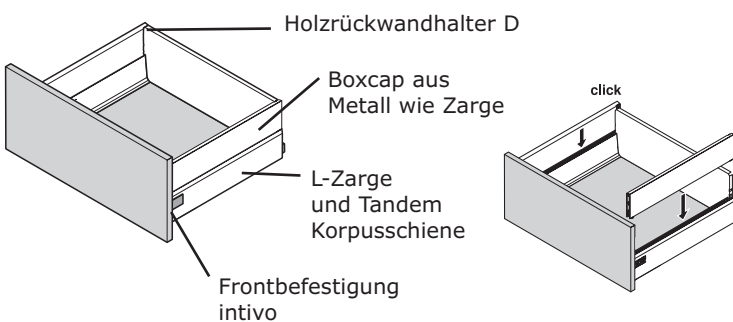 Holzrückwandhalter D
Boxcap aus
Metall wie Zarge
click
L-Zarge
und Tandem
Korpusschiene
Frontbefestigung
intivo